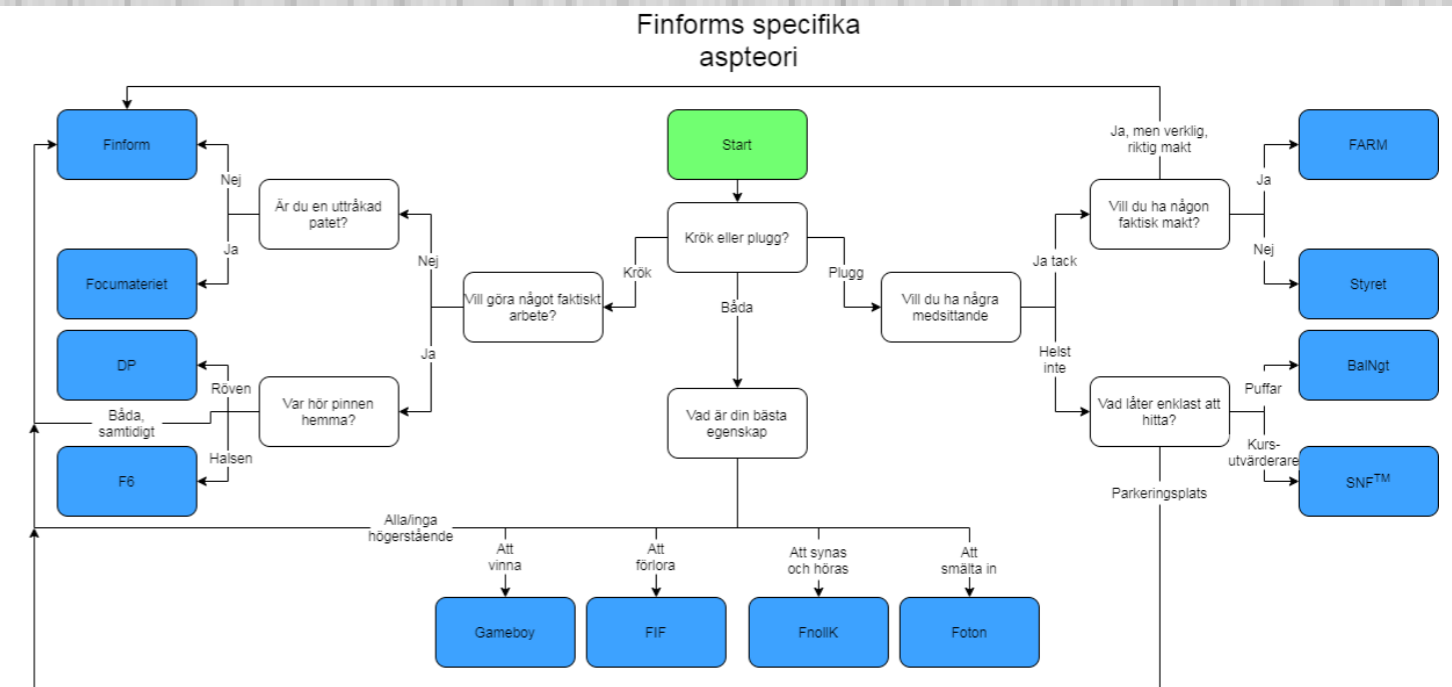 Finforms specifika
aspteori
Finform
Start
FARM
Ja, men verklig,
riktig makt
Nej
Ja
Är du en uttråkad
patet?
Krök eller plugg?
Vill du ha någon
faktisk makt?
Ja
Nej
Focumateriet
Nej
Krök
Plugg
Ja tack
Styret
Vill göra något faktiskt
arbete?
Båda
Vill du ha några
medsittande
DP
Ja
Helst
inte
BalNgt
Röven
Puffar
Var hör pinnen
hemma?
Båda,
samtidigt
Vad är din bästa
egenskap
Vad låter enklast att
hitta?
Halsen
Kurs-
utvärderare
F6
SNF™
Parkeringsplats
Alla/inga
högerstående
Att
vinna
Att
förlora
Att synas
och höras
Att
smälta in
Gameboy
FIF
FnollK
Foton